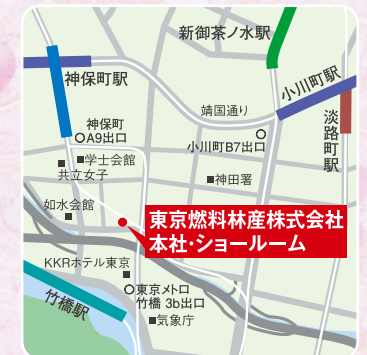 新御茶ノ水駅
神保町駅
小川町駅
靖国通り
淡路町駅
神保町
A9出口
小川町B7出口
学士会館
共立女子
神田署
如水会館
東京燃料林産株式会社
本社・ショールーム
KKRホテル東京
東京メトロ
竹橋 3b出口
竹橋駅
気象庁